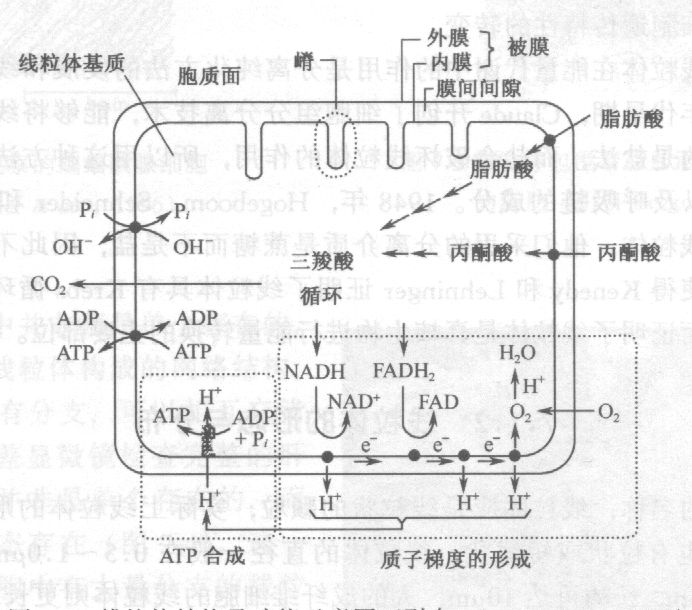 线粒体基质
胞质面
嵴
外膜
内膜
被膜
膜间间隙
脂肪酸
脂肪酸
Pi
Pi
OH⁻
OH⁻
CO₂
三羧酸
循环
丙酮酸
丙酮酸
ADP
ADP
ATP
ATP
NADH
FADH₂
H₂O
NAD⁺
FAD
H⁺
O₂
O₂
H⁺
ATP
ADP
+ Pi
e⁻
e⁻
e⁻
H⁺
H⁺
H⁺
H⁺
ATP 合成
质子梯度的形成